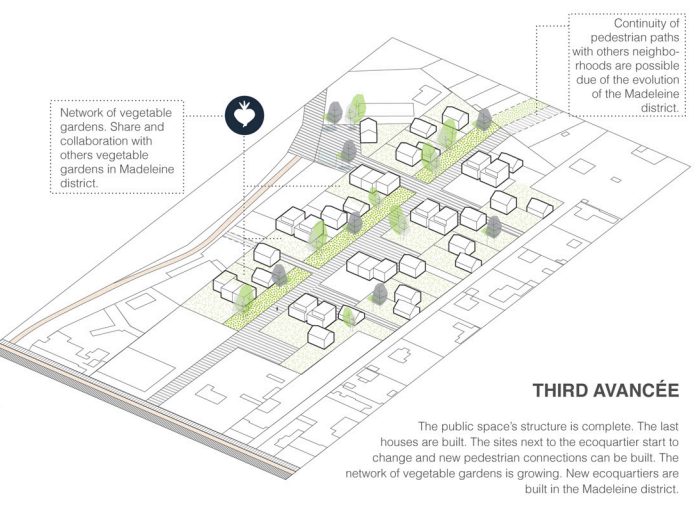 Continuity of
pedestrian paths
with others neighbo-
rhoods are possible
due of the evolution
of the Madeleine
district.
Network of vegetable
gardens. Share and
collaboration with
others vegetable
gardens in Madeleine
district.
THIRD AVANCÉE
The public space's structure is complete. The last
houses are built. The sites next to the ecoquartier start to
change and new pedestrian connections can be built. The
network of vegetable gardens is growing. New ecoquartiers are
built in the Madeleine district.